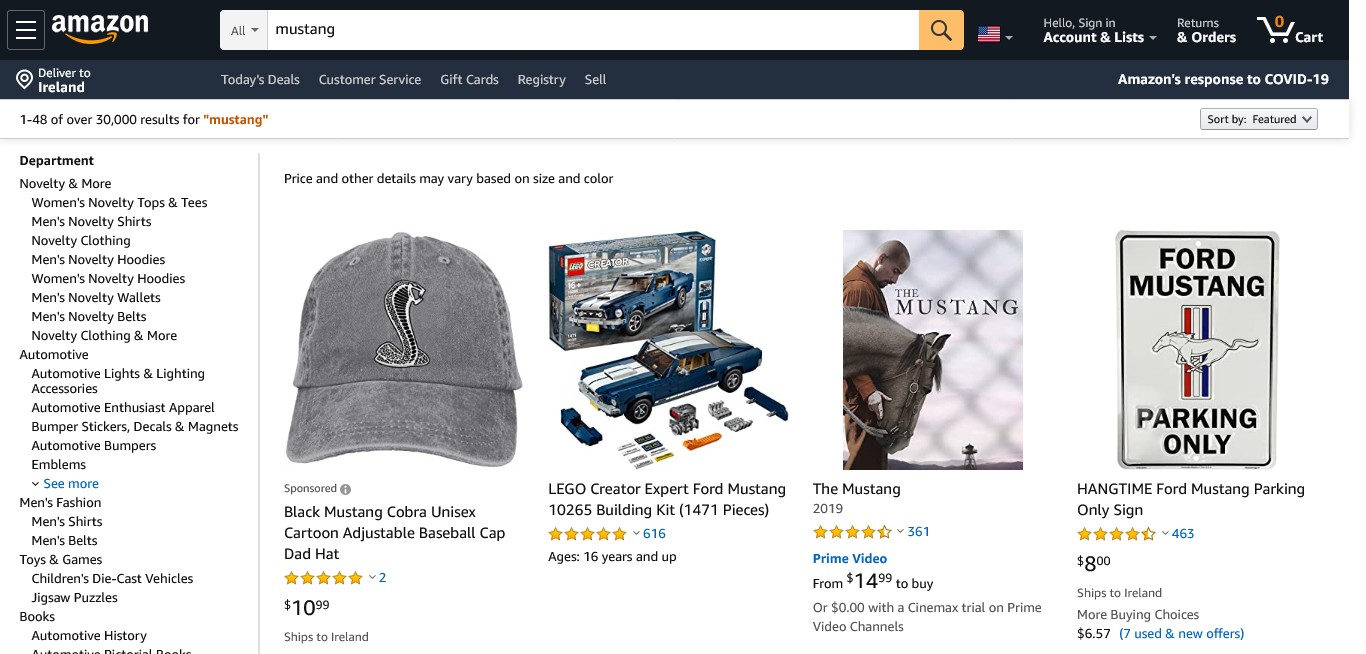 amazon
All
mustang
Hello, Sign in
Account & Lists
Returns
& Orders
0
Cart
Deliver to
Ireland
Today's Deals
Customer Service
Gift Cards
Registry
Sell
Amazon's response to COVID-19
1-48 of over 30,000 results for "mustang"
Sort by: Featured
Department
Novelty & More
Women's Novelty Tops & Tees
Men's Novelty Shirts
Novelty Clothing
Men's Novelty Hoodies
Women's Novelty Hoodies
Men's Novelty Wallets
Men's Novelty Belts
Novelty Clothing & More
Automotive
Automotive Lights & Lighting
Accessories
Automotive Enthusiast Apparel
Bumper Stickers, Decals & Magnets
Automotive Bumpers
Emblems
See more
Men's Fashion
Men's Shirts
Men's Belts
Toys & Games
Children's Die-Cast Vehicles
Jigsaw Puzzles
Books
Automotive History
Automotive Pictorial Books
Price and other details may vary based on size and color
Sponsored
Black Mustang Cobra Unisex
Cartoon Adjustable Baseball Cap
Dad Hat
2
$1099
Ships to Ireland
LEGO
CREATOR
16+
LEGO Creator Expert Ford Mustang
10265 Building Kit (1471 Pieces)
616
Ages: 16 years and up
THE
MUSTANG
The Mustang
2019
361
Prime Video
From $1499 to buy
Or $0.00 with a Cinemax trial on Prime
Video Channels
FORD
MUSTANG
PARKING
ONLY
HANGTIME Ford Mustang Parking
Only Sign
463
$800
Ships to Ireland
More Buying Choices
$6.57 (7 used & new offers)